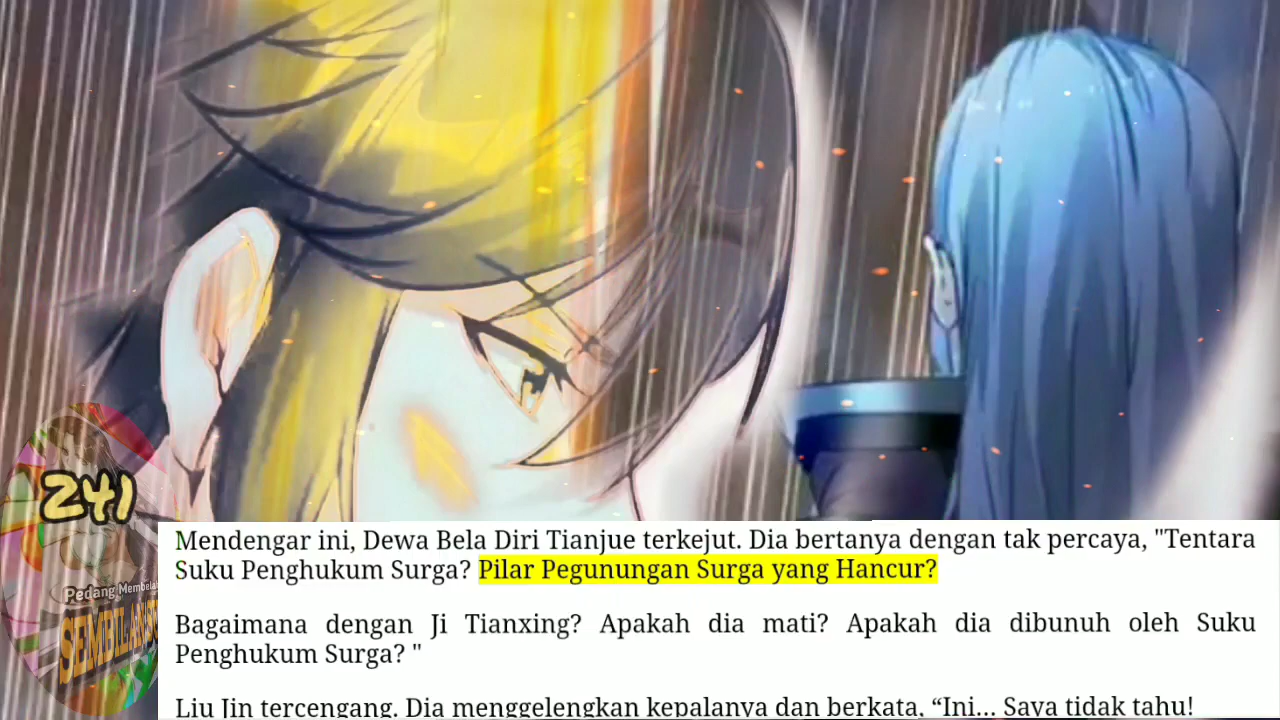 241
Pedang Membela
SEMBILAN SU
Mendengar ini, Dewa Bela Diri Tianjue terkejut. Dia bertanya dengan tak percaya, "Tentara
Suku Penghukum Surga? Pilar Pegunungan Surga yang Hancur?
Bagaimana dengan Ji Tianxing? Apakah dia mati? Apakah dia dibunuh oleh Suku
Penghukum Surga? "
Liu Jin tercengang. Dia menggelengkan kepalanya dan berkata, “Ini... Saya tidak tahu!